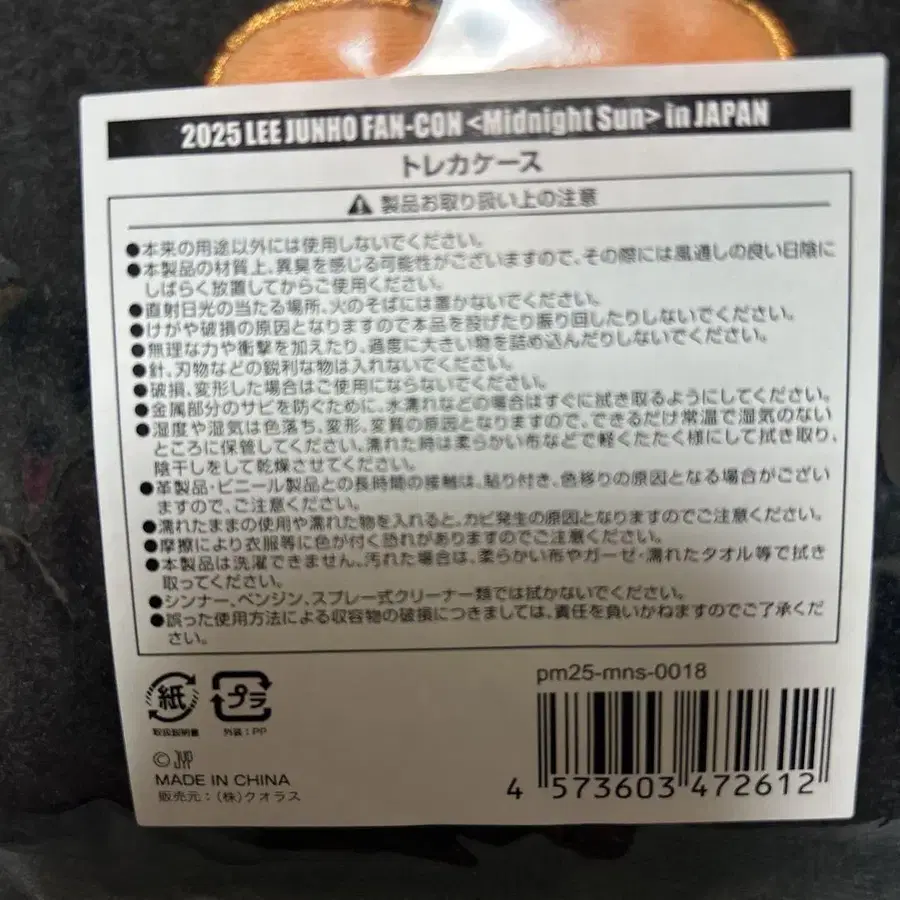 2025 LEE JUNHO FAN-CON <Midnight Sun> in JAPAN
トレカケース
⚠ 製品お取り扱い上の注意
●本来の用途以外には使用しないでください。
●本製品の材質上、異臭を感じる可能性がございますので、その際には風通しの良い日陰に
しばらく放置してからご使用ください。
●直射日光の当たる場所、火のそばには置かないでください。
●けがや破損の原因となりますので本品を投げたり振り回したりしないでください。
●無理な力や衝撃を加えたり、過度に大きい物を詰め込んだりしないでください。
●針、刃物などの鋭利な物は入れないでください。
●破損、変形した場合はご使用にならないでください。
●金属部分のサビを防ぐために、水濡れなどの場合はすぐに拭き取るようにしてください。
●湿度や湿気は色落ち、変形、変質の原因となりますので、できるだけ常温で湿気のない
ところに保管してください。濡れた時は柔らかい布などで軽くたたく様にして拭き取り、
陰干しをして乾燥させてください。
●革製品・ビニール製品との長時間の接触は、貼り付き、色移りの原因となる場合がござい
ますので、ご注意ください。
●濡れたままの使用や濡れた物を入れると、カビ発生の原因となりますのでご注意ください。
●摩擦により衣服等に色が付く恐れがありますのでご注意ください。
●本製品は洗濯できません。汚れた場合は、柔らかい布やガーゼ・濡れたタオル等で拭き
取ってください。
●シンナー、ベンジン、スプレー式クリーナー類では拭かないでください。
●誤った使用方法による収容物の破損につきましては、責任を負いかねますのでご了承くだ
さい。
紙 プラ
取扱説明書 外装:PP
pm25-mns-0018
© JYP
MADE IN CHINA
販売元:(株)クオラス
4 573603 472612